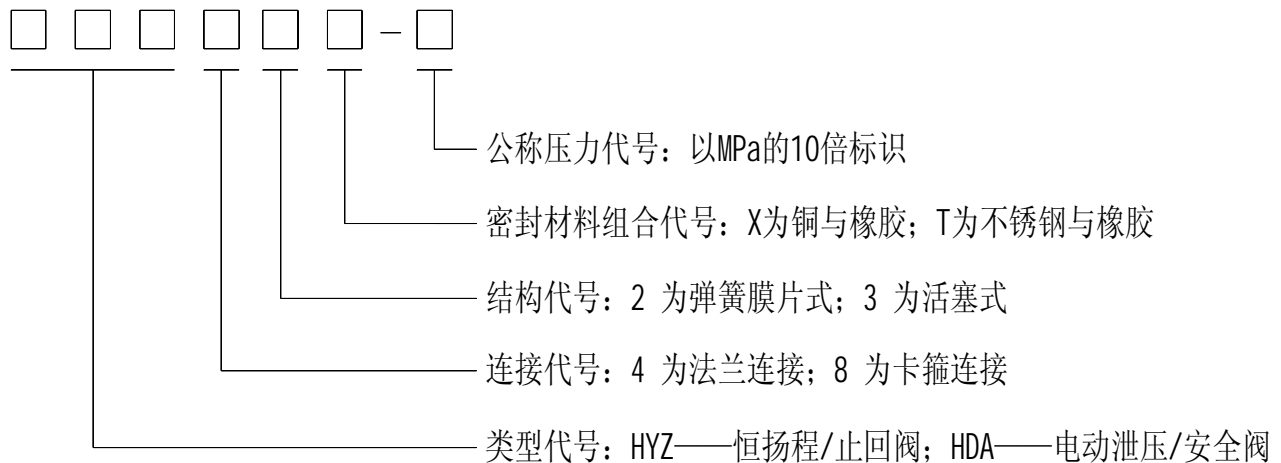 □ □ □ □ □ □ - □
公称压力代号：以MPa的10倍标识
密封材料组合代号：X为铜与橡胶；T为不锈钢与橡胶
结构代号：2 为弹簧膜片式；3 为活塞式
连接代号：4 为法兰连接；8 为卡箍连接
类型代号：HYZ——恒扬程/止回阀；HDA——电动泄压/安全阀